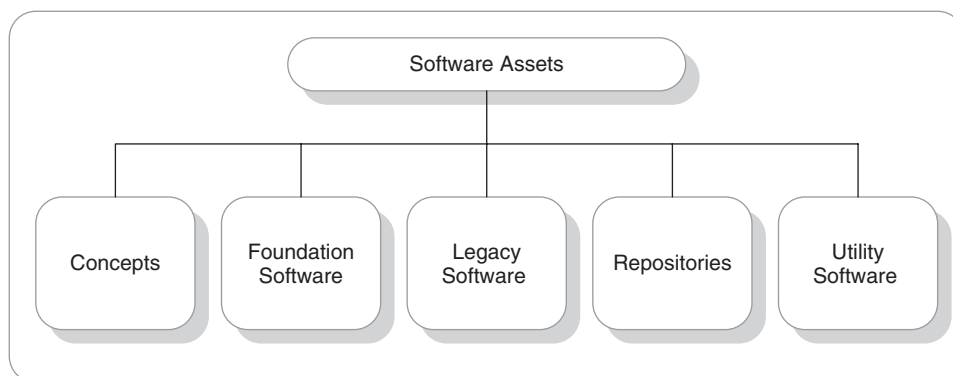 Software Assets
Concepts
Foundation
Software
Legacy
Software
Repositories
Utility
Software